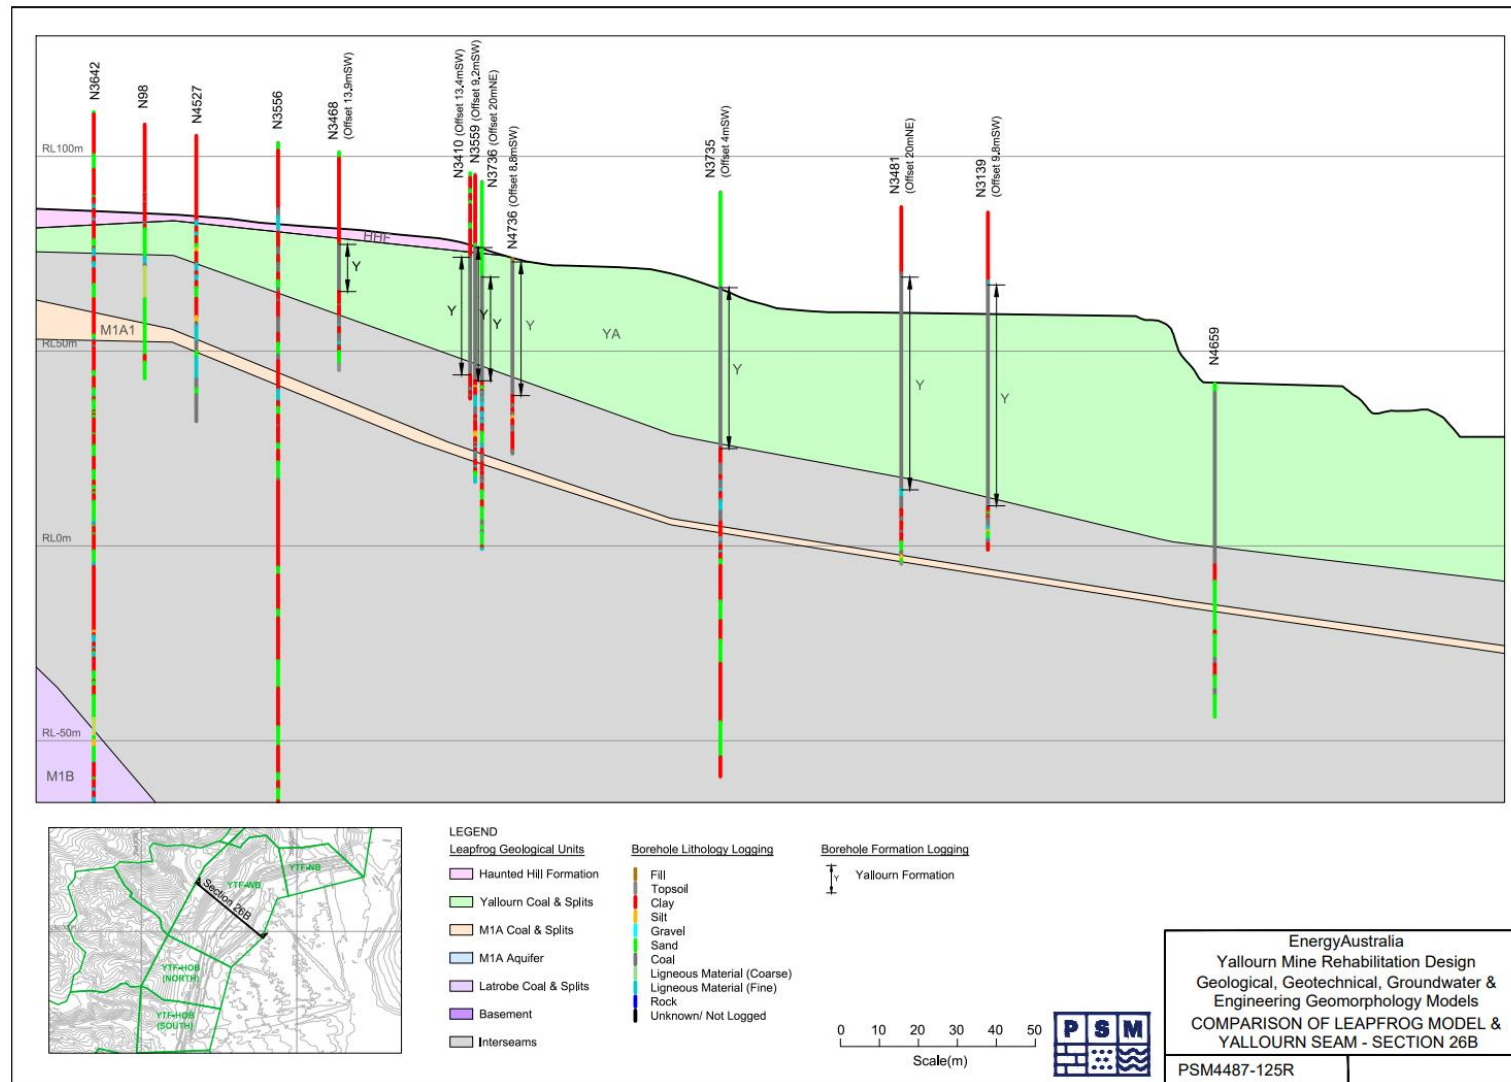 N3642
N98
N4527
N3556
N3468
(Offset 13.9mSW)
N3410 (Offset 13.4mSW)
N3559 (Offset 9.2mSW)
N3736 (Offset 20mNE)
N4736 (Offset 8.8mSW)
N3735
(Offset 4mSW)
N3481
(Offset 20mNE)
N3139
(Offset 9.8mSW)
N4659
RL100m
RL50m
RL0m
RL-50m
HHF
YA
M1A1
M1B
Y
Y
Y
Y
Y
Y
Y
Y
LEGEND
Leapfrog Geological Units
Haunted Hill Formation
Yallourn Coal & Splits
M1A Coal & Splits
M1A Aquifer
Latrobe Coal & Splits
Basement
Interseams
Borehole Lithology Logging
Fill
Topsoil
Clay
Silt
Gravel
Sand
Coal
Ligneous Material (Coarse)
Ligneous Material (Fine)
Rock
Unknown/ Not Logged
Borehole Formation Logging
Y
Yallourn Formation
YTF-NB
YTF-WB
Section 26B
YTF-HOB
(NORTH)
YTF-HOB
(SOUTH)
0 10 20 30 40 50
Scale(m)
PSM
EnergyAustralia
Yallourn Mine Rehabilitation Design
Geological, Geotechnical, Groundwater &
Engineering Geomorphology Models
COMPARISON OF LEAPFROG MODEL &
YALLOURN SEAM - SECTION 26B
PSM4487-125R